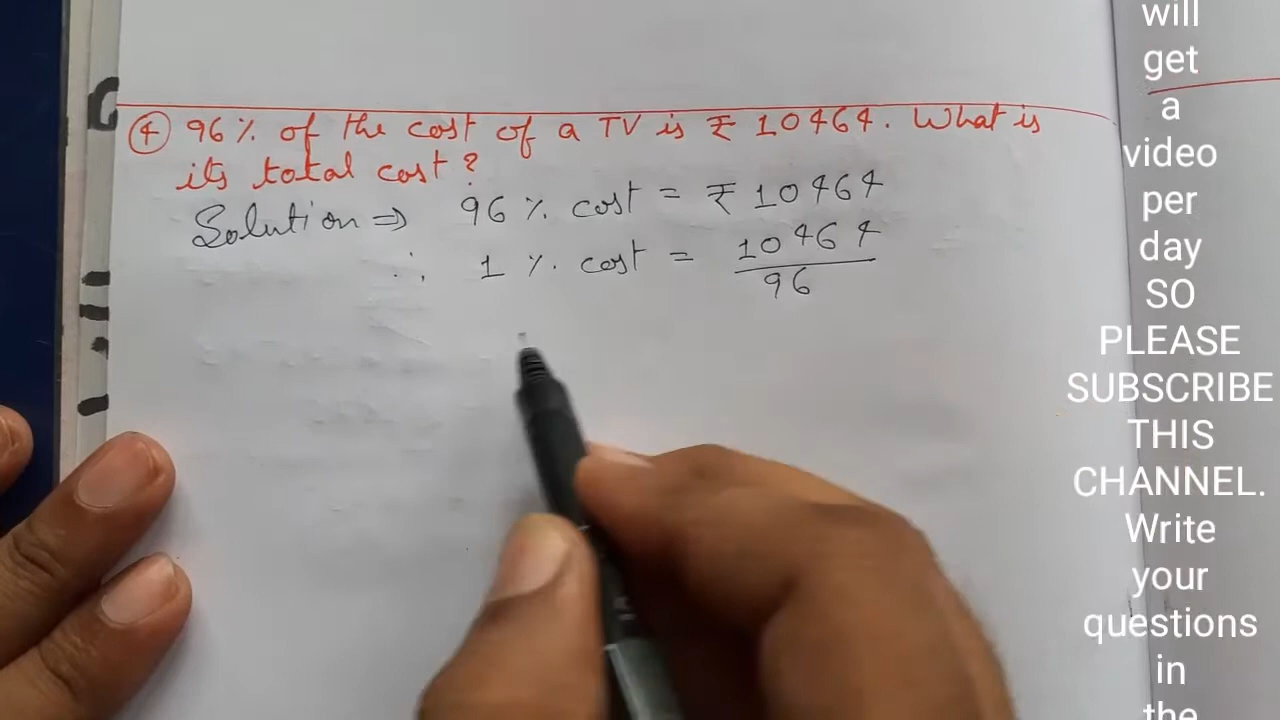 ④ 96% of the cost of a TV is ₹ 10464. What is
its total cost?
Solution ⇒ 96% cost = ₹ 10464
∴ 1% cost = 10464
96
will
get
a
video
per
day
SO
PLEASE
SUBSCRIBE
THIS
CHANNEL.
Write
your
questions
in
the